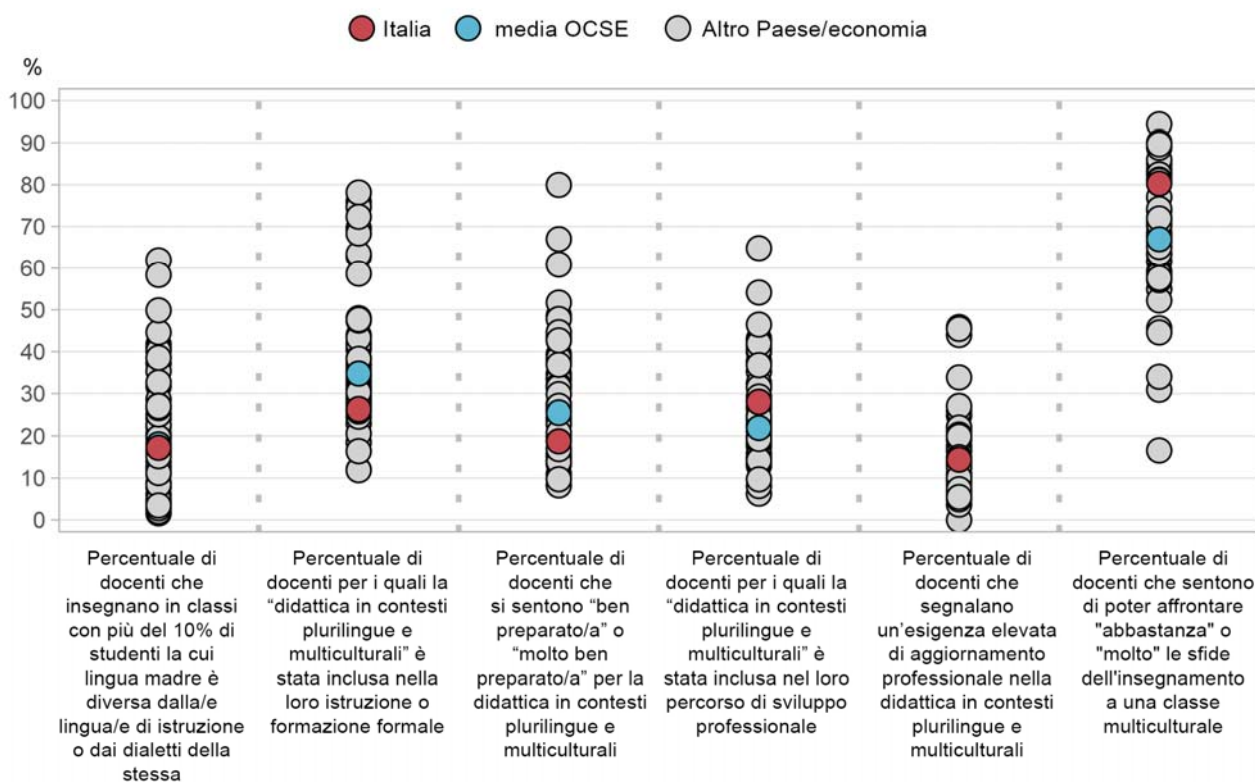 Italia media OCSE Altro Paese/economia
%
100
90
80
70
60
50
40
30
20
10
0
Percentuale di
docenti che
insegnano in classi
con più del 10% di
studenti la cui
lingua madre è
diversa dalla/e
lingua/e di istruzione
o dai dialetti della
stessa
Percentuale di
docenti per i quali la
“didattica in contesti
plurilingue e
multiculturali” è
stata inclusa nella
loro istruzione o
formazione formale
Percentuale di
docenti che
si sentono “ben
preparato/a” o
“molto ben
preparato/a” per la
didattica in contesti
plurilingue e
multiculturali
Percentuale di
docenti per i quali la
“didattica in contesti
plurilingue e
multiculturali” è
stata inclusa nel loro
percorso di sviluppo
professionale
Percentuale di
docenti che
segnalano
un’esigenza elevata
di aggiornamento
professionale nella
didattica in contesti
plurilingue e
multiculturali
Percentuale di
docenti che sentono
di poter affrontare
"abbastanza" o
"molto" le sfide
dell'insegnamento
a una classe
multiculturale